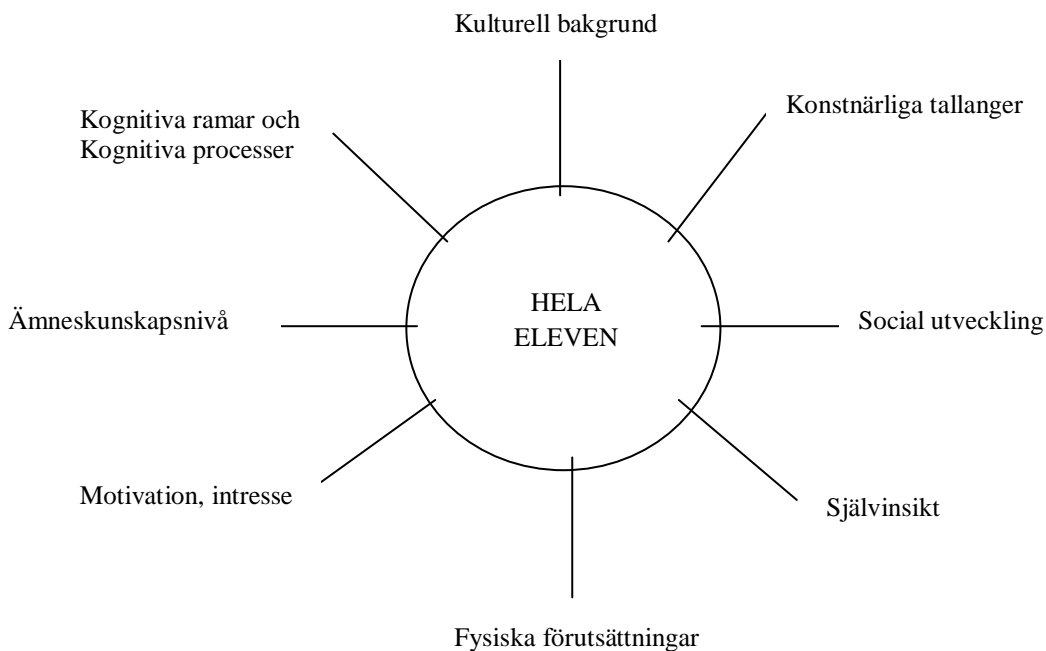 Kulturell bakgrund
Konstnärliga tallanger
Kognitiva ramar och
Kognitiva processer
HELA
ELEVEN
Ämneskunskapsnivå
Social utveckling
Motivation, intresse
Självinsikt
Fysiska förutsättningar